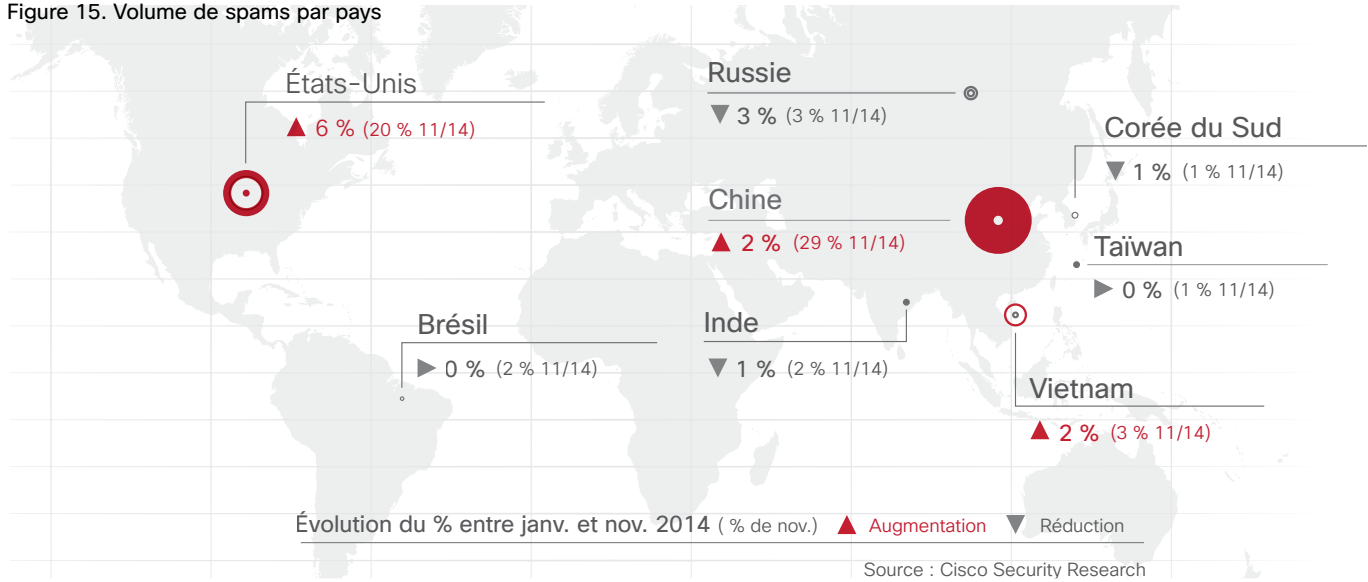 Figure 15. Volume de spams par pays
États-Unis
▲ 6 % (20 % 11/14)
Russie
▼ 3 % (3 % 11/14)
Corée du Sud
▼ 1 % (1 % 11/14)
Chine
▲ 2 % (29 % 11/14)
Taïwan
▶ 0 % (1 % 11/14)
Brésil
▶ 0 % (2 % 11/14)
Inde
▼ 1 % (2 % 11/14)
Vietnam
▲ 2 % (3 % 11/14)
Évolution du % entre janv. et nov. 2014 ( % de nov.) ▲ Augmentation ▼ Réduction
Source : Cisco Security Research